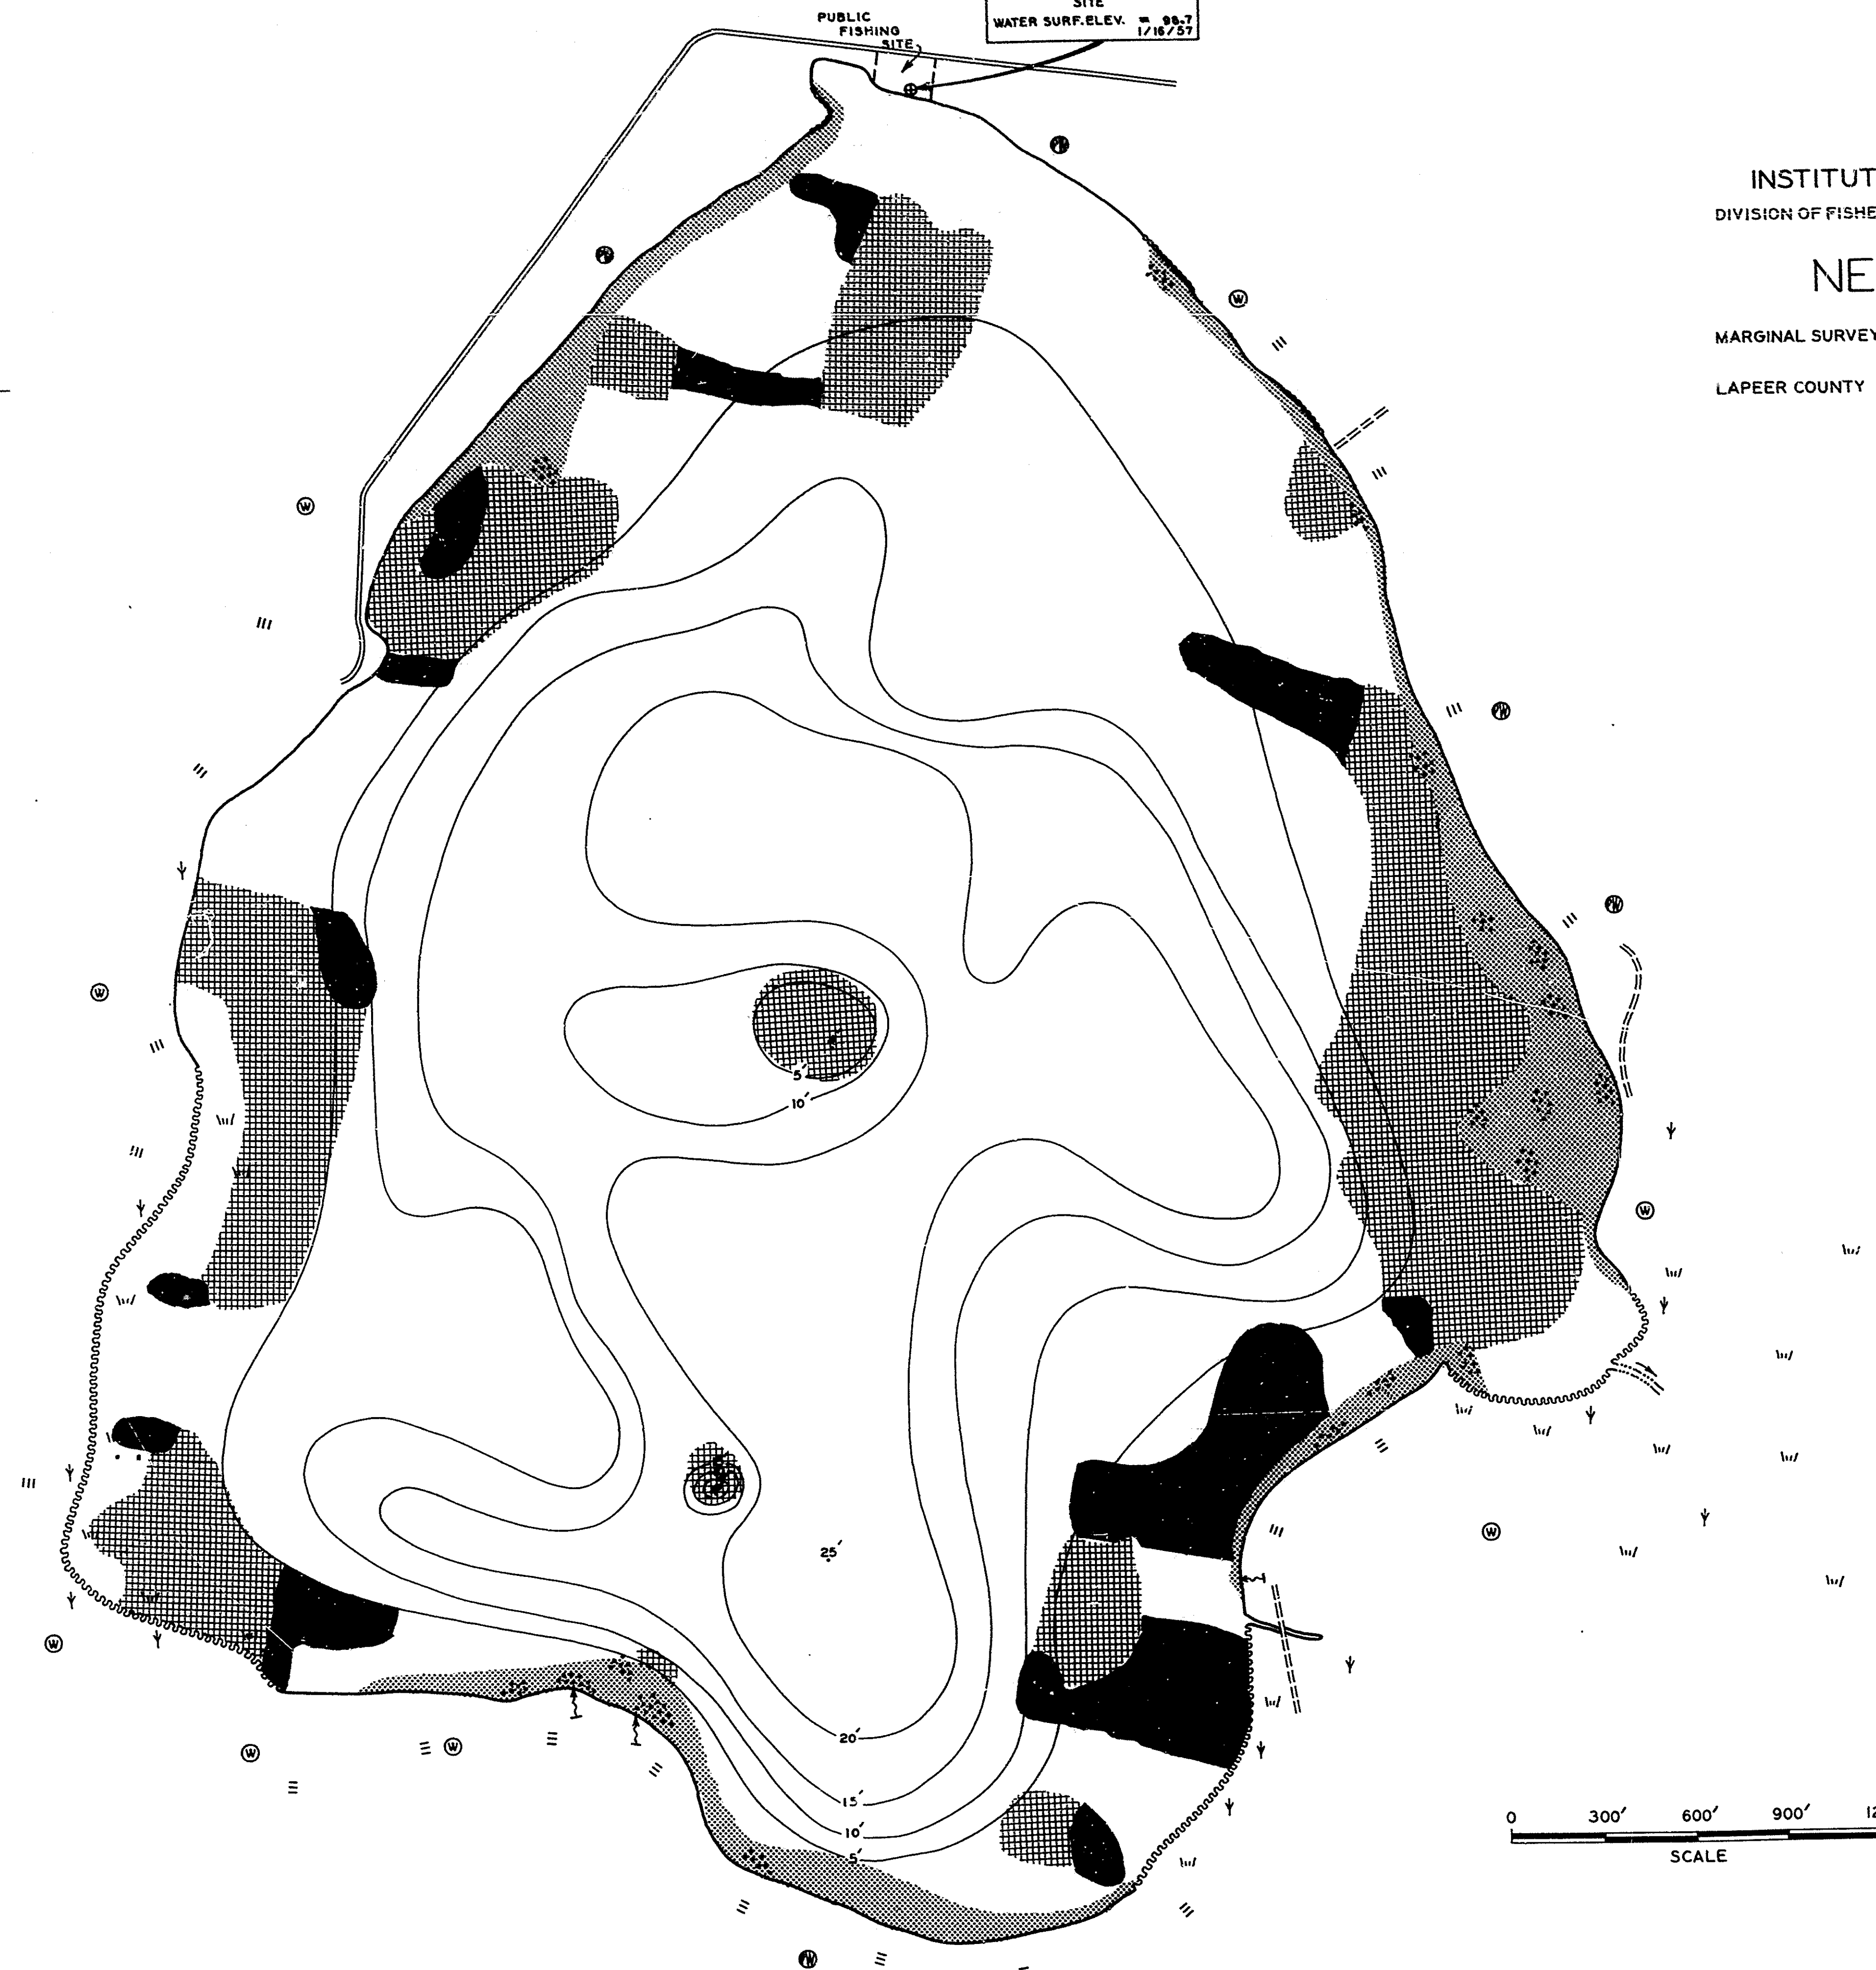 SITE
WATER SURF.ELEV. = 98.7
1/16/57
PUBLIC
FISHING
SITE
INSTITUT
DIVISION OF FISHE
NE
MARGINAL SURVEY
LAPEER COUNTY
W
W
W
W
W
W
W
W
W
5'
10'
25'
20'
15'
10'
5'
0 300' 600' 900' 12
SCALE